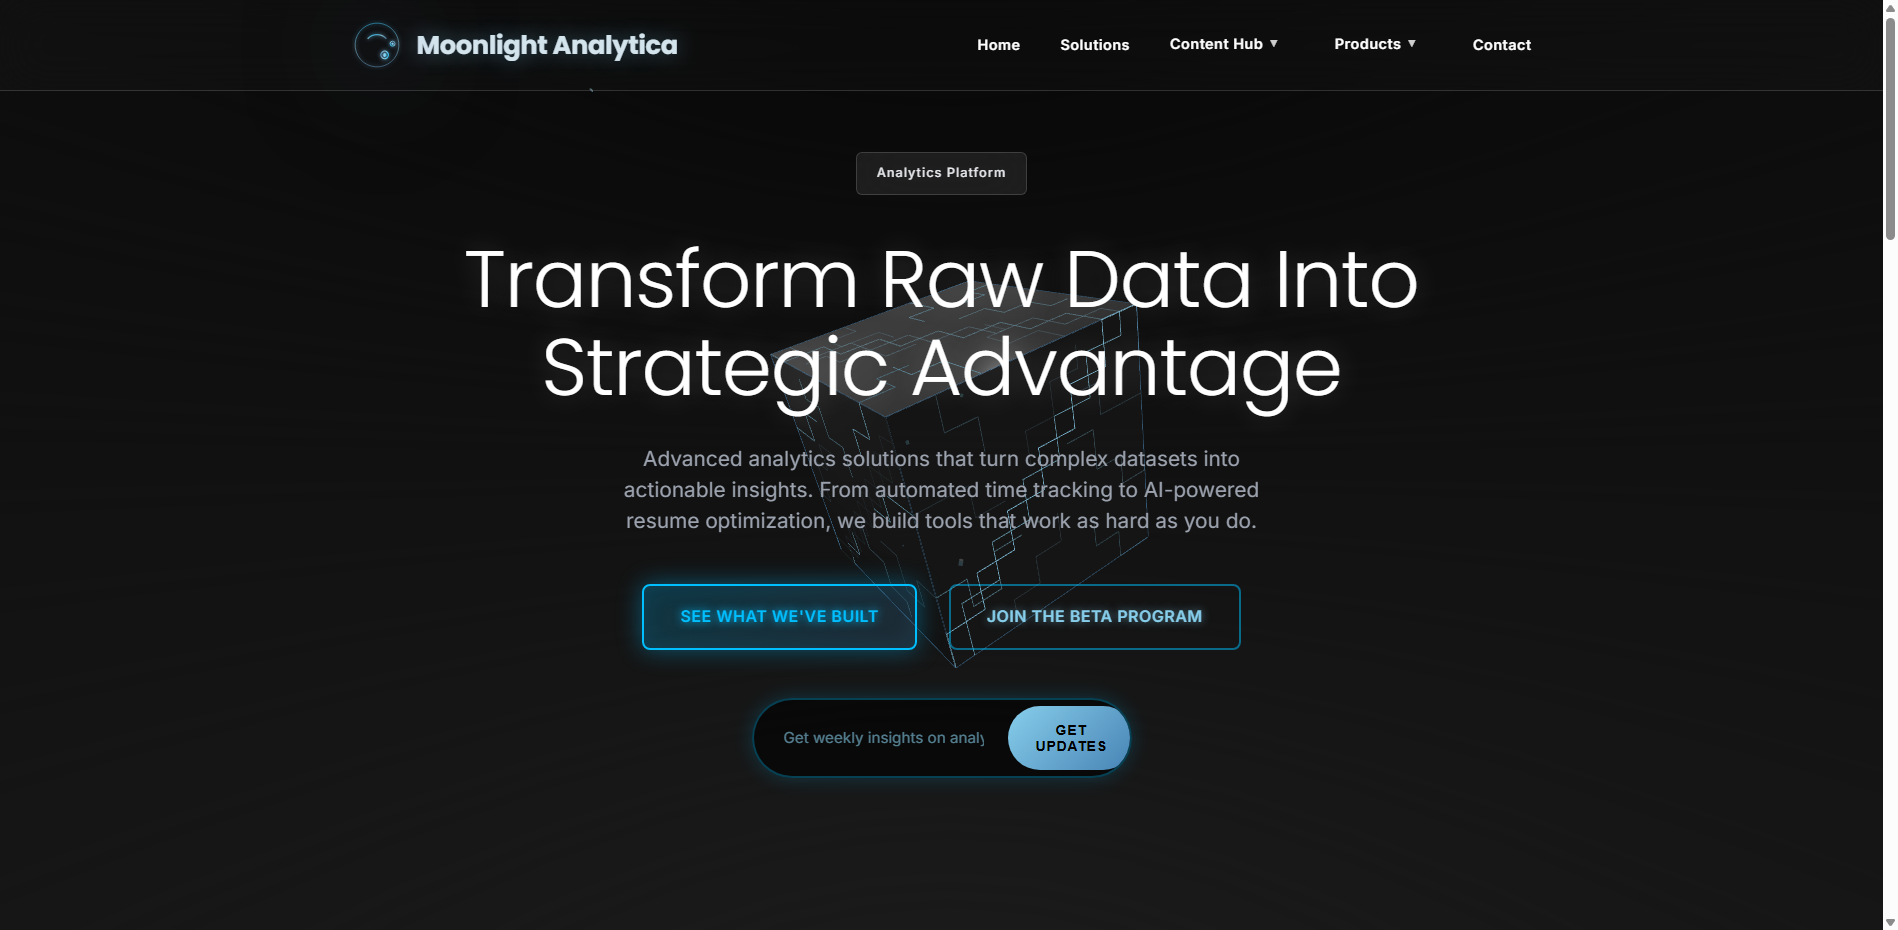 Moonlight Analytica
Home
Solutions
Content Hub ▼
Products ▼
Contact
Analytics Platform
Transform Raw Data Into
Strategic Advantage
Advanced analytics solutions that turn complex datasets into
actionable insights. From automated time tracking to AI-powered
resume optimization, we build tools that work as hard as you do.
SEE WHAT WE'VE BUILT
JOIN THE BETA PROGRAM
Get weekly insights on analy
GET
UPDATES